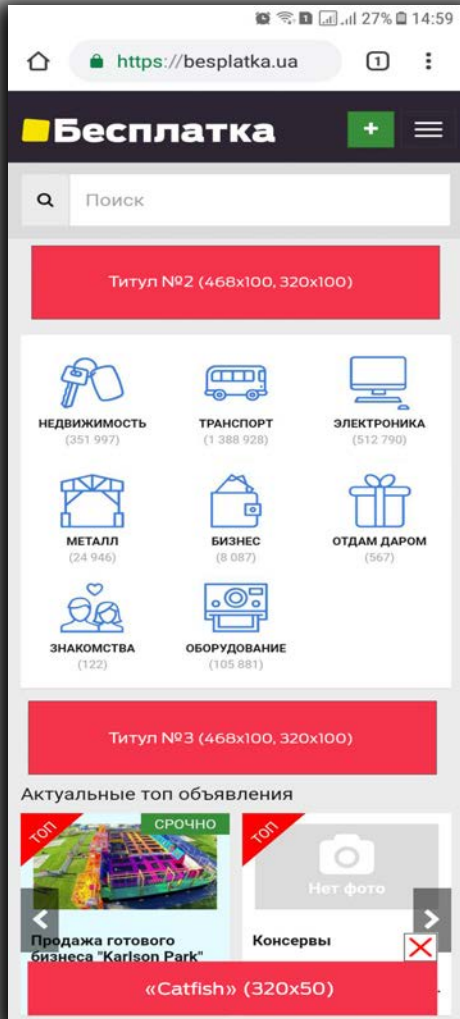 27% 14:59
https://besplatka.ua 1
Бесплатка +
Поиск
Титул №2 (468x100, 320x100)
НЕДВИЖИМОСТЬ ТРАНСПОРТ ЭЛЕКТРОНИКА
(351 997) (1 388 928) (512 790)
МЕТАЛЛ БИЗНЕС ОТДАМ ДАРОМ
(24 946) (8 087) (567)
ЗНАКОМСТВА ОБОРУДОВАНИЕ
(122) (105 881)
Титул №3 (468x100, 320x100)
Актуальные топ объявления
ТОП СРОЧНО ТОП
Нет фото
Продажа готового Консервы
бизнеса "Karlson Park"
«Catfish» (320x50)